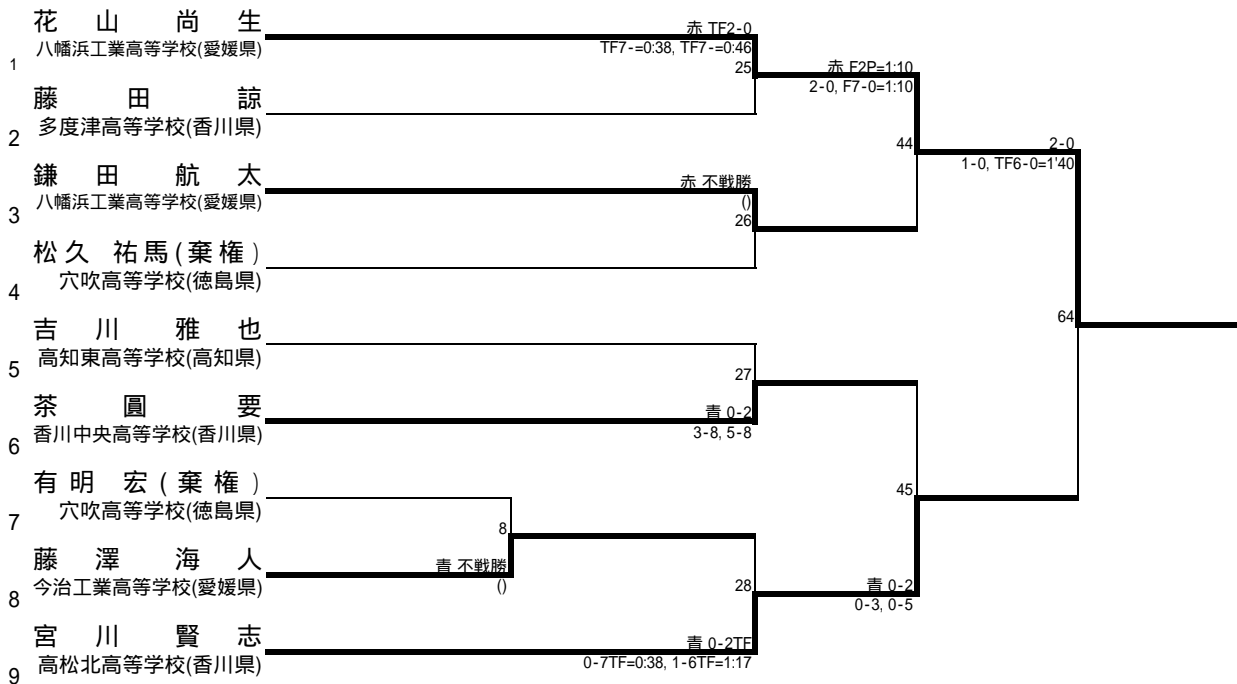 花山尚生
八幡浜工業高等学校(愛媛県)
1
赤 TF2-0
TF7-=0:38, TF7-=0:46
25
藤田諒
多度津高等学校(香川県)
2
赤 F2P=1:10
2-0, F7-0=1:10
44
鎌田航太
八幡浜工業高等学校(愛媛県)
3
赤 不戦勝
()
26
2-0
1-0, TF6-0=1'40
64
松久 祐馬(棄権)
穴吹高等学校(徳島県)
4
吉川雅也
高知東高等学校(高知県)
5
27
茶圓要
香川中央高等学校(香川県)
6
青 0-2
3-8, 5-8
有明 宏(棄権)
穴吹高等学校(徳島県)
7
8
45
藤澤海人
今治工業高等学校(愛媛県)
8
青 不戦勝
()
28
青 0-2
0-3, 0-5
宮川賢志
高松北高等学校(香川県)
9
青 0-2TF
0-7TF=0:38, 1-6TF=1:17